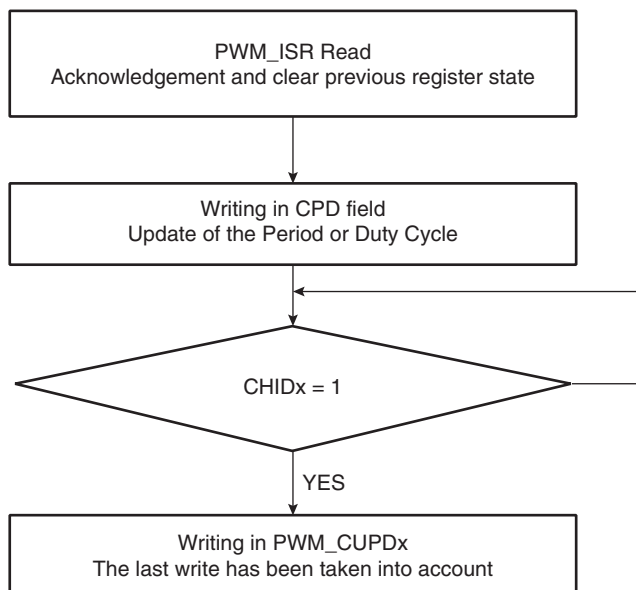 PWM_ISR Read
Acknowledgement and clear previous register state
Writing in CPD field
Update of the Period or Duty Cycle
CHIDx = 1
YES
Writing in PWM_CUPDx
The last write has been taken into account